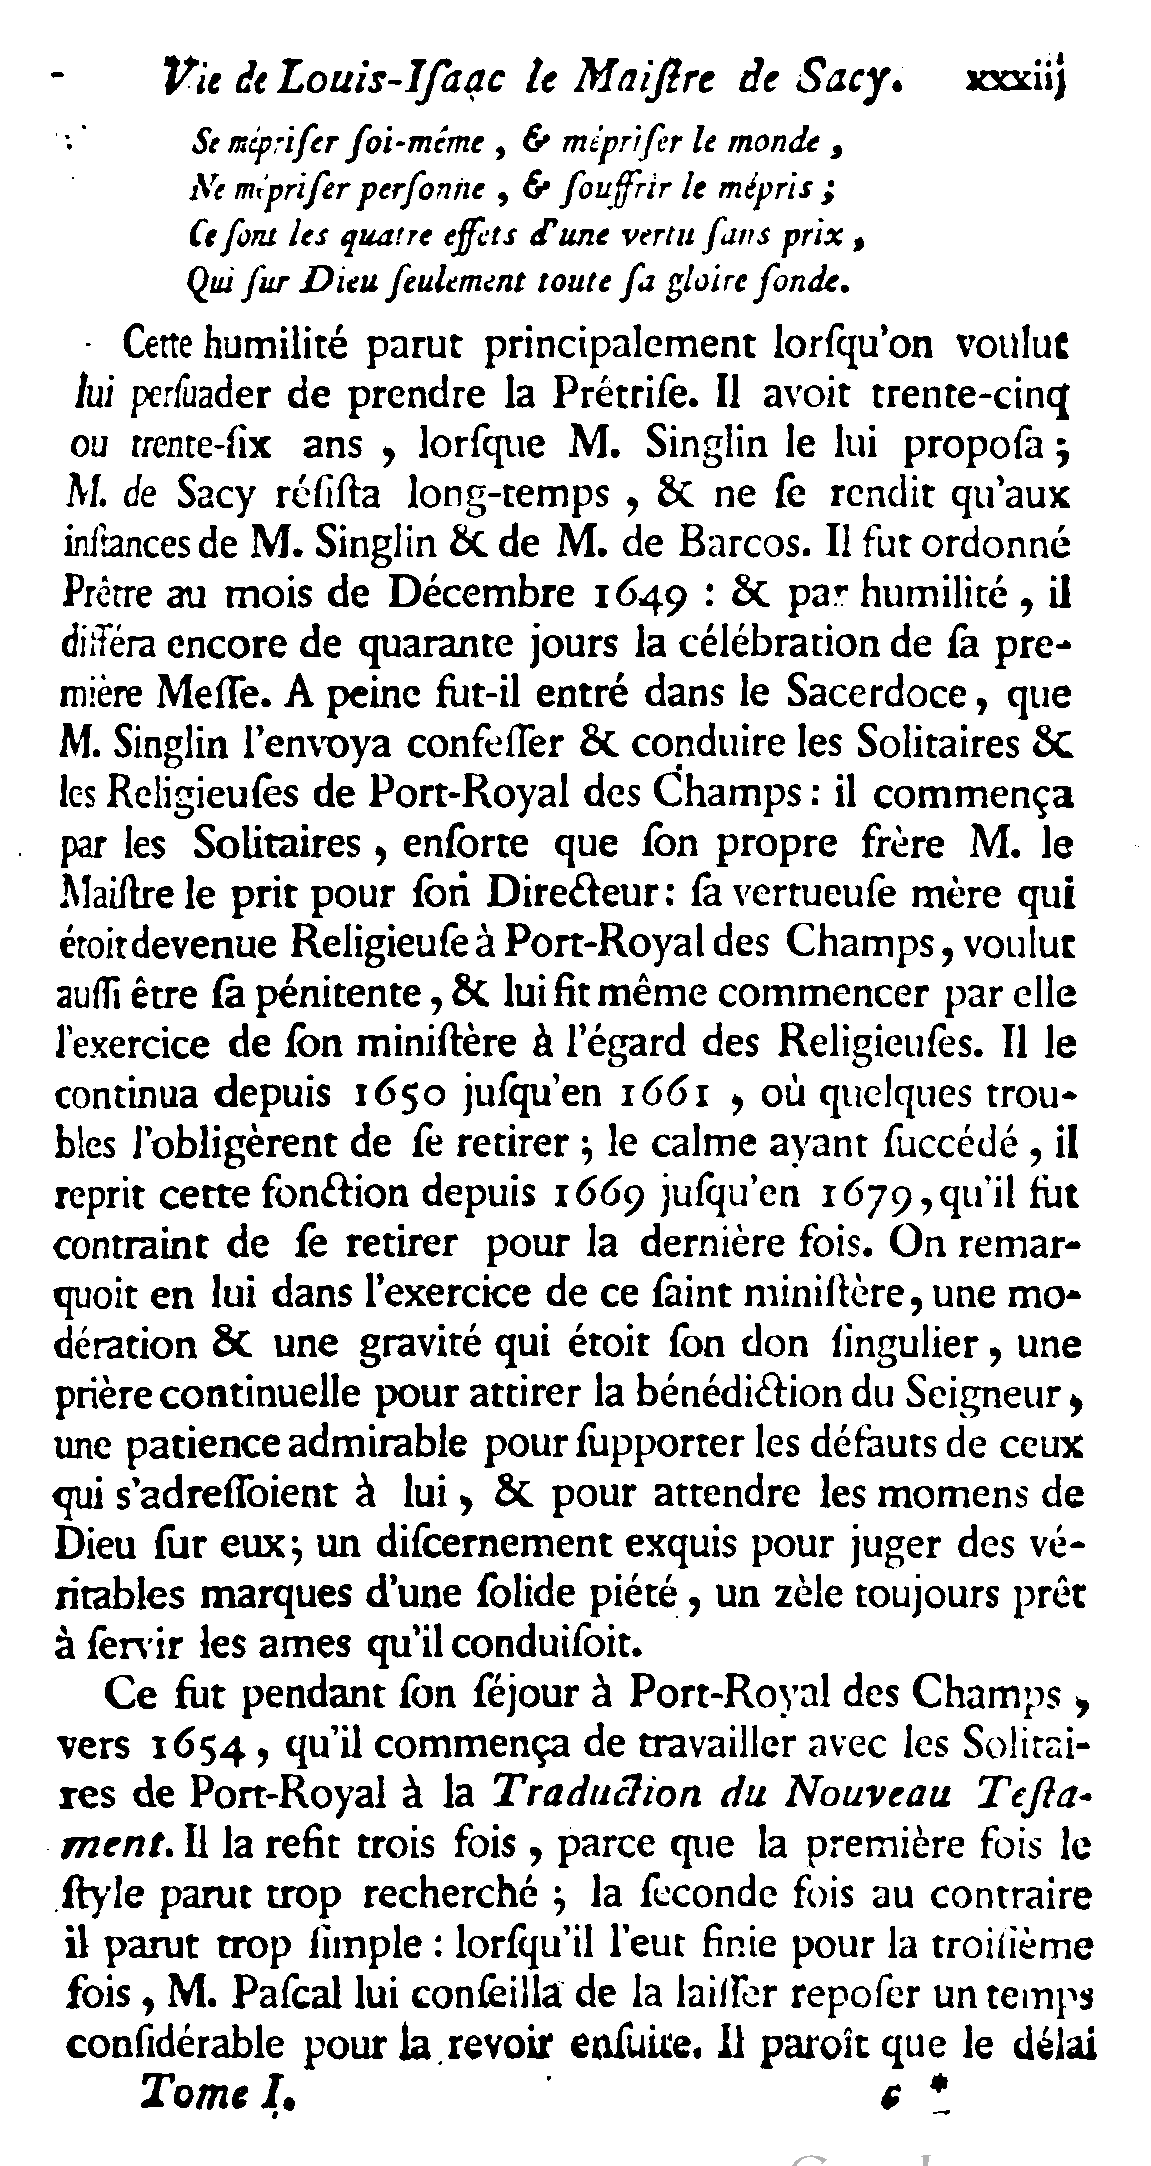 Vie de Louis-Iſaac le Maiſtre de Sacy. xxxiij
Se mépriſer ſoi-méme, & mépriſer le monde,
Ne mépriſer perſonne, & ſouffrir le mépris;
Ce ſont les quatre effets d'une vertu ſans prix,
Qui ſur Dieu ſeulement toute ſa gloire fonde.
Cette humilité parut principalement lorſqu'on voulut
lui perſuader de prendre la Prêtriſe. Il avoit trente-cinq
ou trente-ſix ans, lorſque M. Singlin le lui propoſa;
M. de Sacy réſiſta long-temps, & ne ſe rendit qu'aux
inſtances de M. Singlin & de M. de Barcos. Il fut ordonné
Prêtre au mois de Décembre 1649 : & par humilité, il
différa encore de quarante jours la célébration de ſa pre-
mière Meſſe. A peine fut-il entré dans le Sacerdoce, que
M. Singlin l'envoya confeſſer & conduire les Solitaires &
les Religieuſes de Port-Royal des Champs : il commença
par les Solitaires, enſorte que ſon propre frère M. le
Maiſtre le prit pour ſon Directeur : ſa vertueuſe mère qui
étoit devenue Religieuſe à Port-Royal des Champs, voulut
auſſi être ſa pénitente, & lui fit même commencer par elle
l'exercice de ſon miniſtère à l'égard des Religieuſes. Il le
continua depuis 1650 juſqu'en 1661, où quelques trou-
bles l'obligèrent de ſe retirer; le calme ayant ſuccédé, il
reprit cette fonction depuis 1669 juſqu'en 1679, qu'il fut
contraint de ſe retirer pour la dernière fois. On remar-
quoit en lui dans l'exercice de ce ſaint miniſtère, une mo-
dération & une gravité qui étoit ſon don ſingulier, une
prière continuelle pour attirer la bénédiction du Seigneur,
une patience admirable pour ſupporter les défauts de ceux
qui s'adreſſoient à lui, & pour attendre les momens de
Dieu ſur eux; un diſcernement exquis pour juger des vé-
ritables marques d'une ſolide piété, un zèle toujours prêt
à ſervir les ames qu'il conduiſoit.
Ce fut pendant ſon ſéjour à Port-Royal des Champs,
vers 1654, qu'il commença de travailler avec les Solitai-
res de Port-Royal à la Traduction du Nouveau Teſta-
ment. Il la refit trois fois, parce que la première fois le
ſtyle parut trop recherché; la ſeconde fois au contraire
il parut trop ſimple : lorſqu'il l'eut finie pour la troiſième
fois, M. Paſcal lui conſeilla de la laiſſer repoſer un temps
conſidérable pour la revoir enſuite. Il paroît que le délai
Tome I. c *